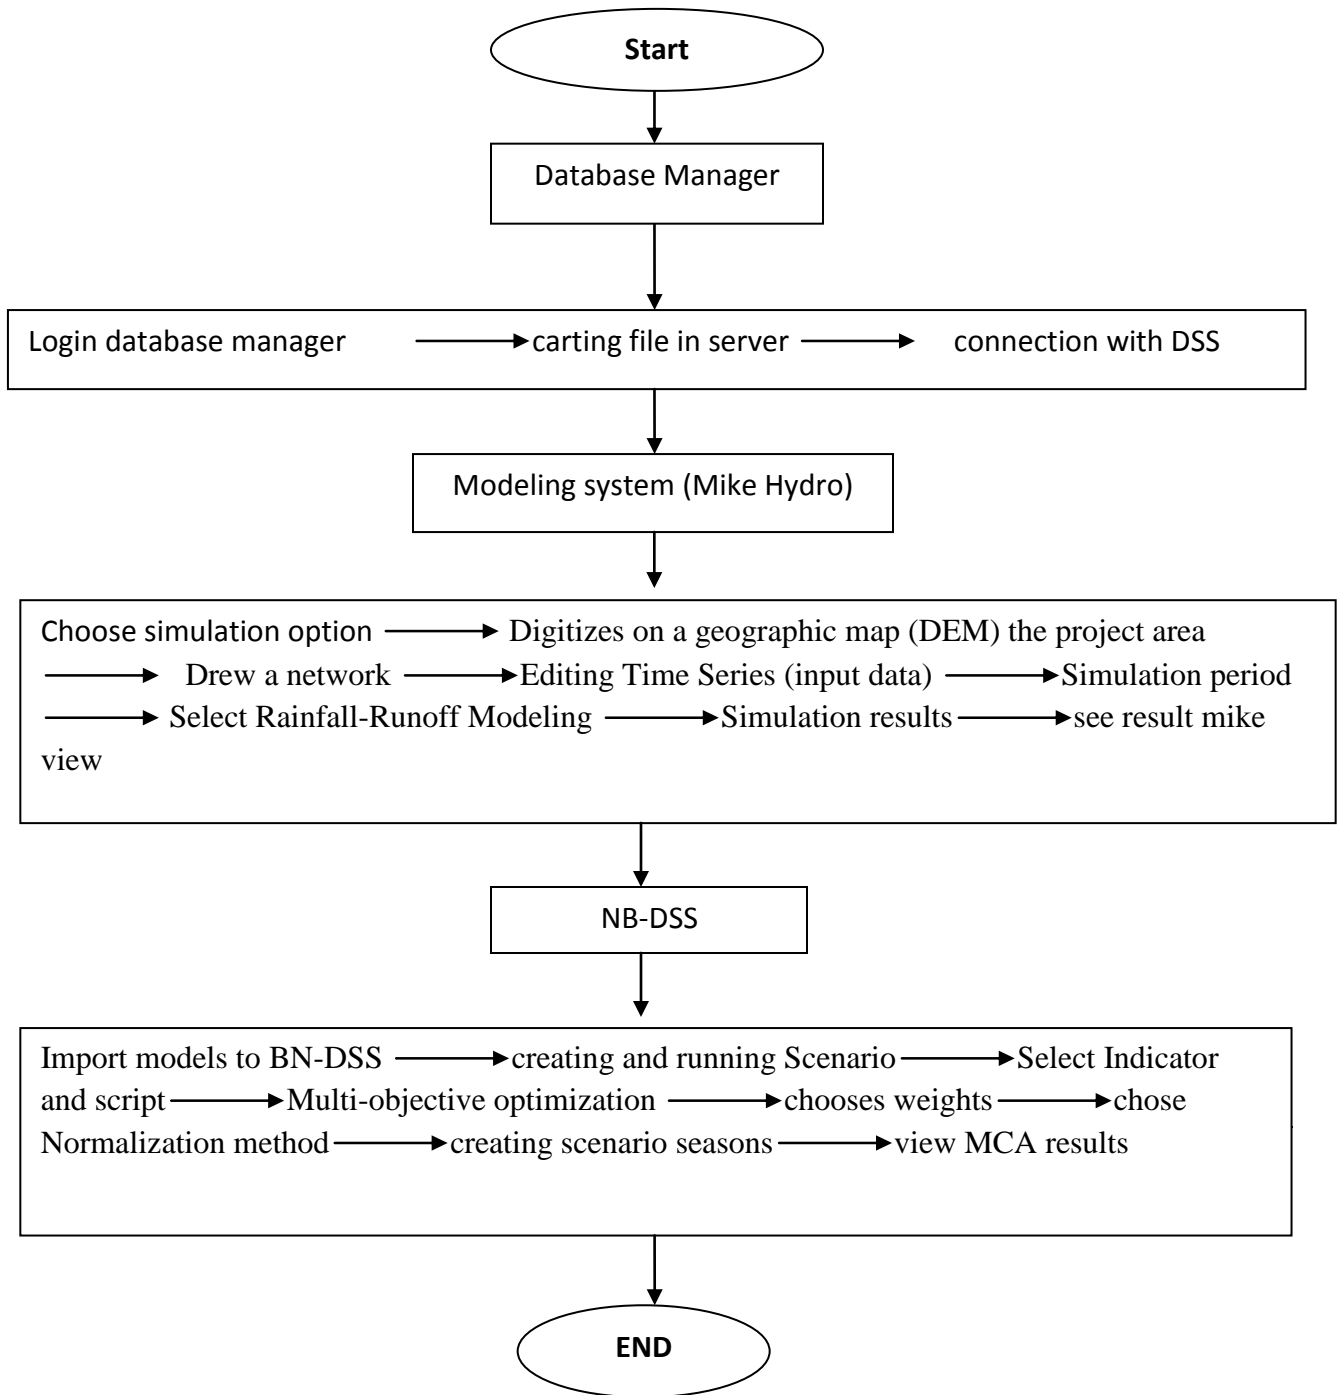 Start
Database Manager
Login database manager carting file in server connection with DSS
Modeling system (Mike Hydro)
Choose simulation option Digitizes on a geographic map (DEM) the project area
Drew a network Editing Time Series (input data) Simulation period
Select Rainfall-Runoff Modeling Simulation results see result mike
view
NB-DSS
Import models to BN-DSS creating and running Scenario Select Indicator
and script Multi-objective optimization chooses weights chose
Normalization method creating scenario seasons view MCA results
END